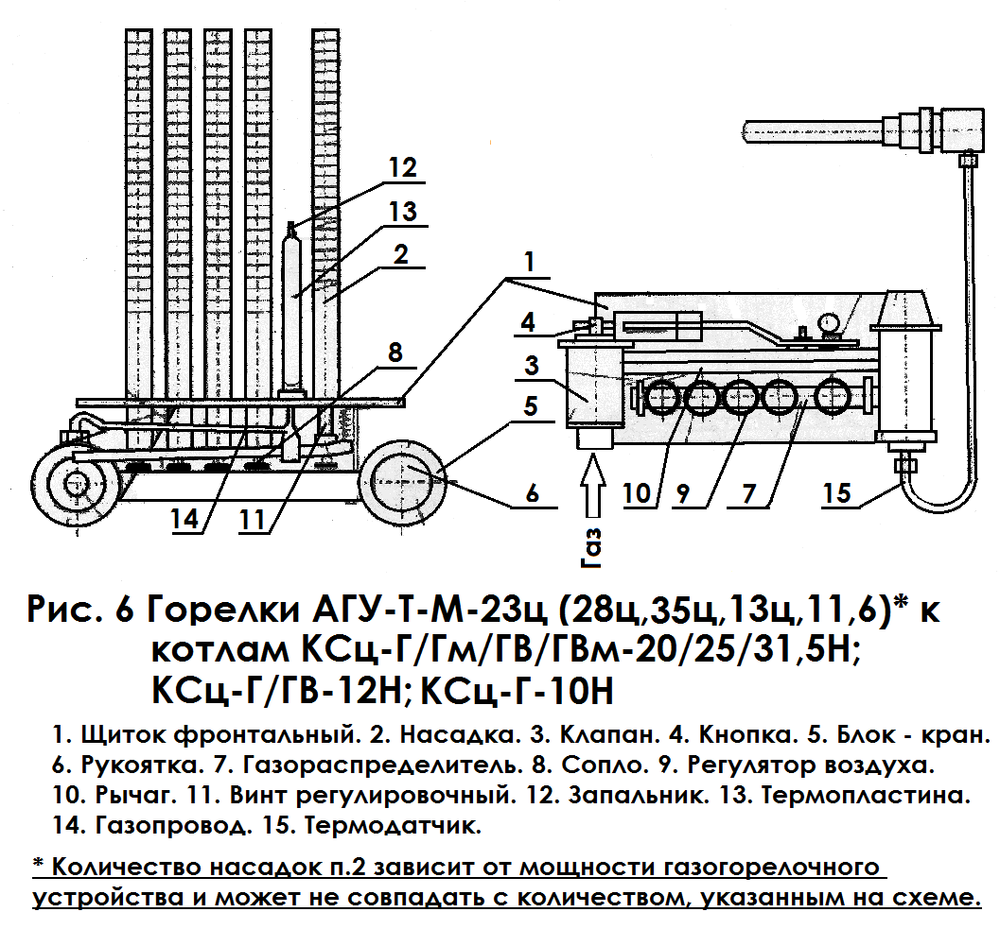 12
13
2
1
4
8
3
5
6
14
11
10
9
7
15
Газ
Рис. 6 Горелки АГУ-Т-М-23ц (28ц,35ц,13ц,11,6)* к
котлам КСц-Г/Гм/ГВ/ГВм-20/25/31,5Н;
КСц-Г/ГВ-12Н; КСц-Г-10Н
1. Щиток фронтальный. 2. Насадка. 3. Клапан. 4. Кнопка. 5. Блок - кран.
6. Рукоятка. 7. Газораспределитель. 8. Сопло. 9. Регулятор воздуха.
10. Рычаг. 11. Винт регулировочный. 12. Запальник. 13. Термопластина.
14. Газопровод. 15. Термодатчик.
* Количество насадок п.2 зависит от мощности газогорелочного
устройства и может не совпадать с количеством, указанным на схеме.